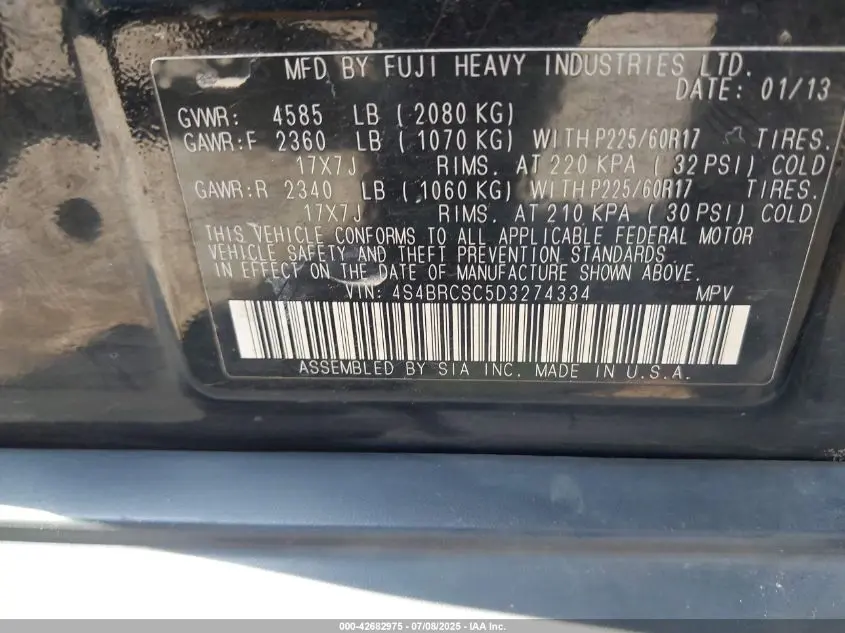 MFD BY FUJI HEAVY INDUSTRIES LTD.
DATE: 01/13
GVWR: 4585 LB (2080 KG)
GAWR:F 2360 LB (1070 KG) WITH P225/60R17 TIRES.
17X7J RIMS. AT 220 KPA (32 PSI) COLD
GAWR:R 2340 LB (1060 KG) WITH P225/60R17 TIRES.
17X7J RIMS. AT 210 KPA (30 PSI) COLD
THIS VEHICLE CONFORMS TO ALL APPLICABLE FEDERAL MOTOR
VEHICLE SAFETY AND THEFT PREVENTION STANDARDS
IN EFFECT ON THE DATE OF MANUFACTURE SHOWN ABOVE.
VIN: 4S4BRCSC5D3274334 MPV
ASSEMBLED BY SIA INC. MADE IN U.S.A.
000-42682975 - 07/08/2025 - IAA Inc.